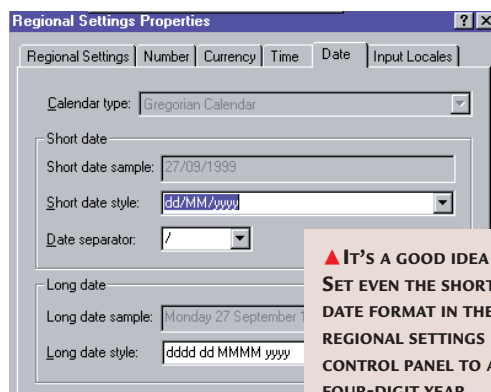 Regional Settings Properties
Regional Settings Number Currency Time Date Input Locales
Calendar type: Gregorian Calendar
Short date
Short date sample: 27/09/1999
Short date style: dd/MM/yyyy
Date separator: /
Long date
Long date sample: Monday 27 September
Long date style: dddd dd MMMM yyyy
▲IT'S A GOOD IDEA
SET EVEN THE SHORT
DATE FORMAT IN THE
REGIONAL SETTINGS
CONTROL PANEL TO A
FOUR-DIGIT YEAR